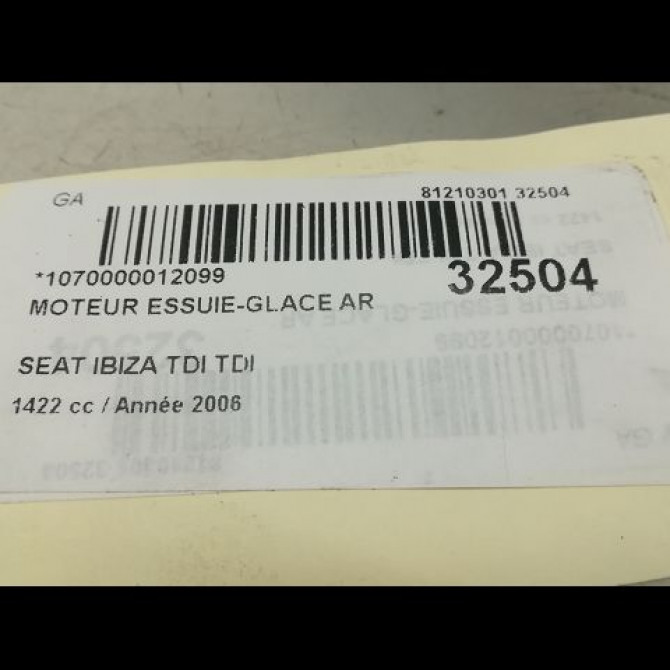 GA
81210301 32504
*1070000012099
32504
MOTEUR ESSUIE-GLACE AR
SEAT IBIZA TDI TDI
1422 cc / Année 2006